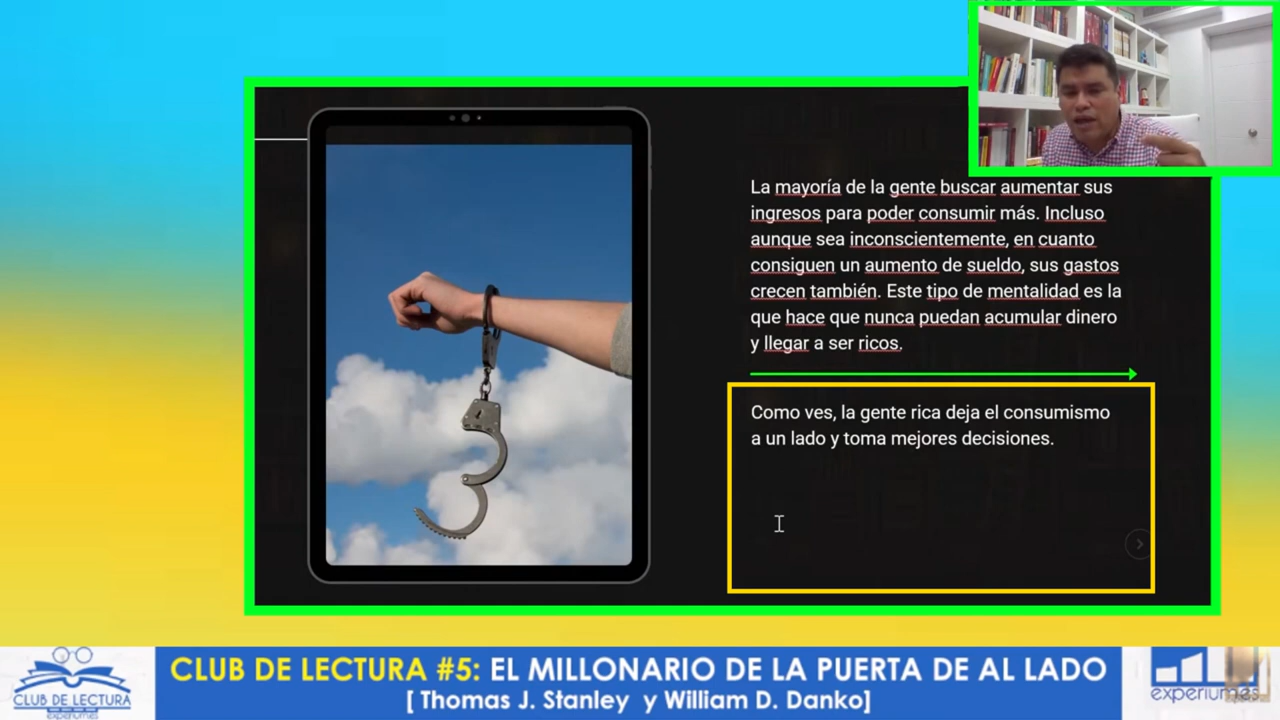 La mayoría de la gente buscar aumentar sus
ingresos para poder consumir más. Incluso
aunque sea inconscientemente, en cuanto
consiguen un aumento de sueldo, sus gastos
crecen también. Este tipo de mentalidad es la
que hace que nunca puedan acumular dinero
y llegar a ser ricos.
Como ves, la gente rica deja el consumismo
a un lado y toma mejores decisiones.
CLUB DE LECTURA #5: EL MILLONARIO DE LA PUERTA DE AL LADO
[ Thomas J. Stanley y William D. Danko]
CLUB DE LECTURA
experiumes
experiumes